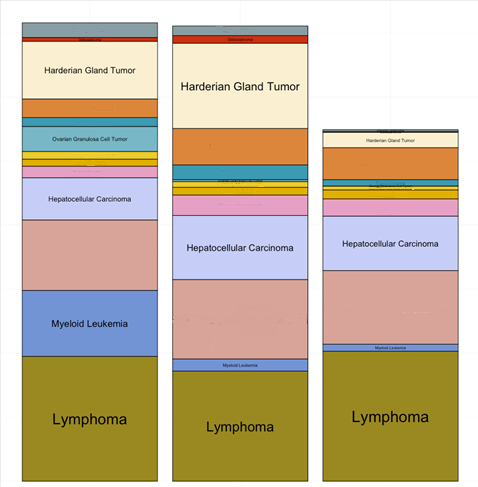 Harderian Gland Tumor
Ovarian Granulosa Cell Tumor
Hepatocellular Carcinoma
Myeloid Leukemia
Lymphoma
Harderian Gland Tumor
Hepatocellular Carcinoma
Myeloid Leukemia
Lymphoma
Harderian Gland Tumor
Hepatocellular Carcinoma
Myeloid Leukemia
Lymphoma